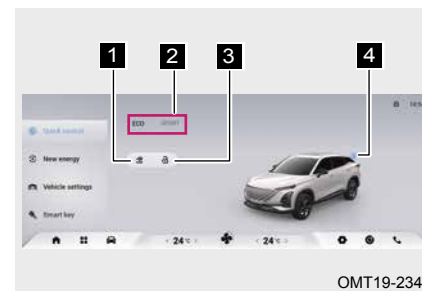 1 2 3 4
ECO SPORT
Quick control
New energy
Vehicle settings
Smart key
24°c 24°c
OMT19-234